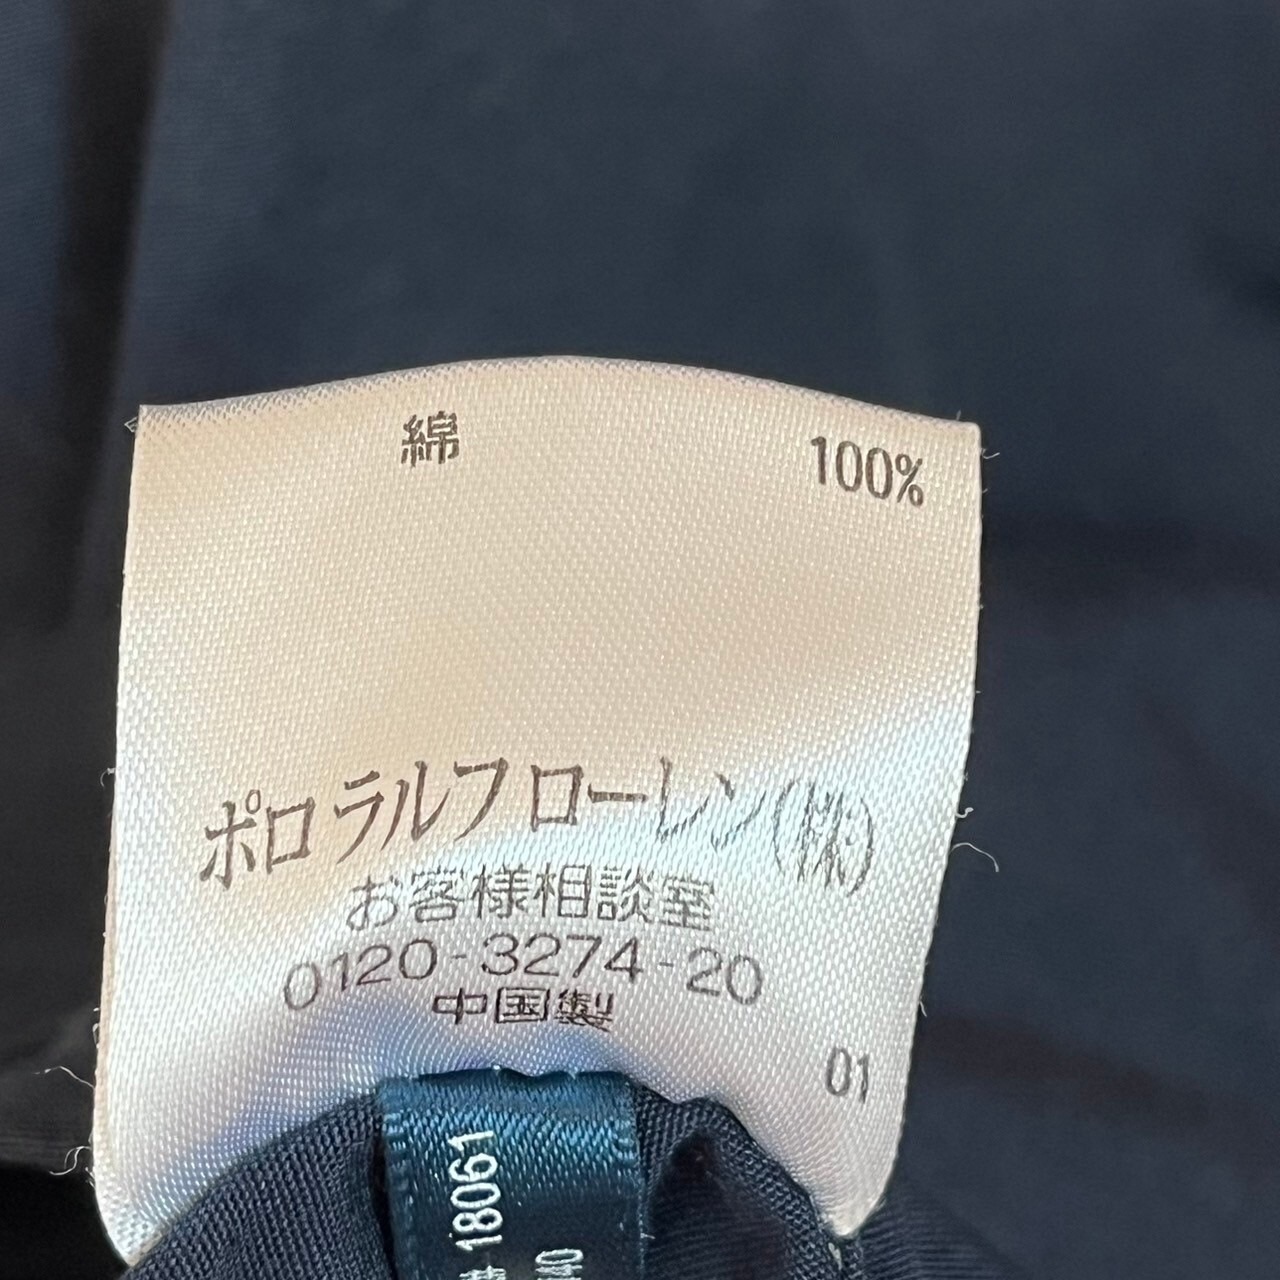 綿 100%
ポロ ラルフ ローレン(株)
お客様相談室
0120-3274-20
中国製
01
18061